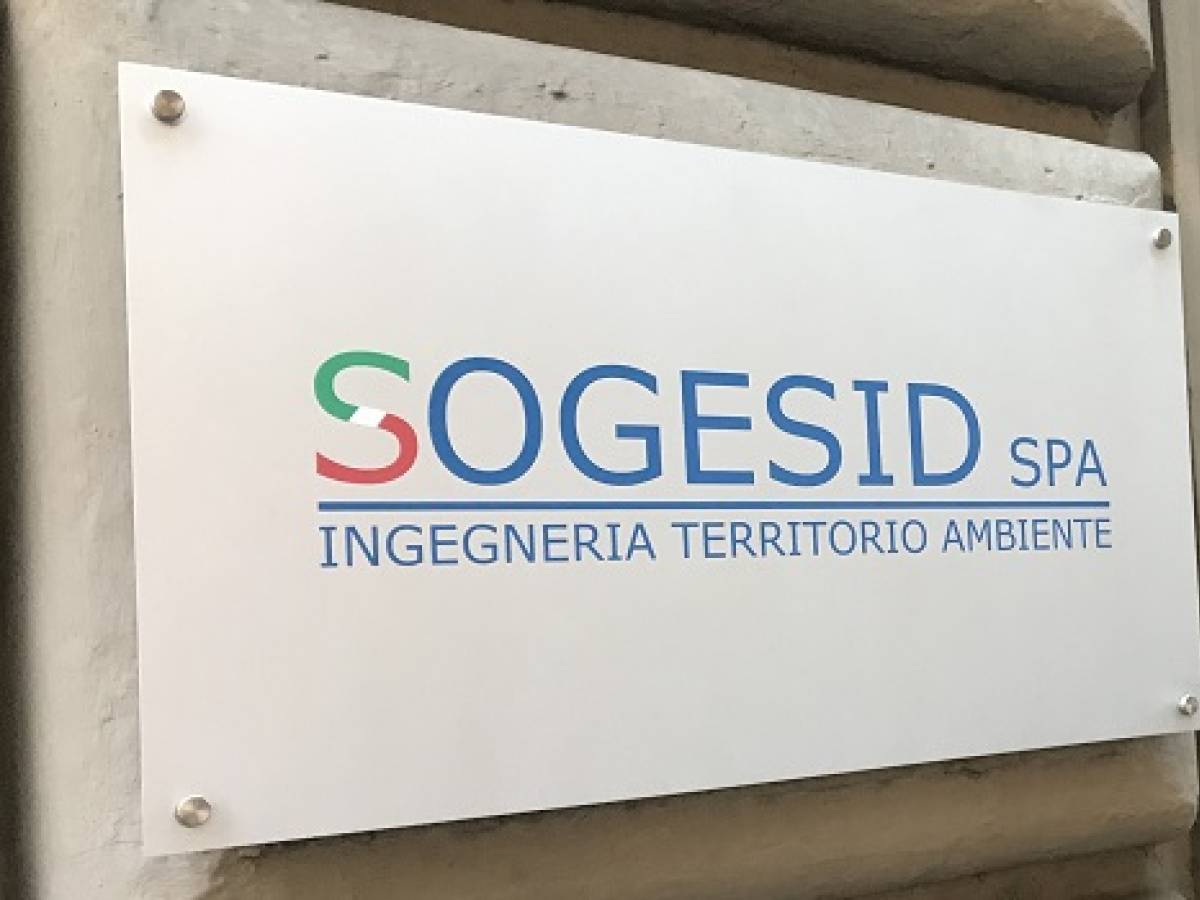 SOGESID SPA
INGEGNERIA TERRITORIO AMBIENTE